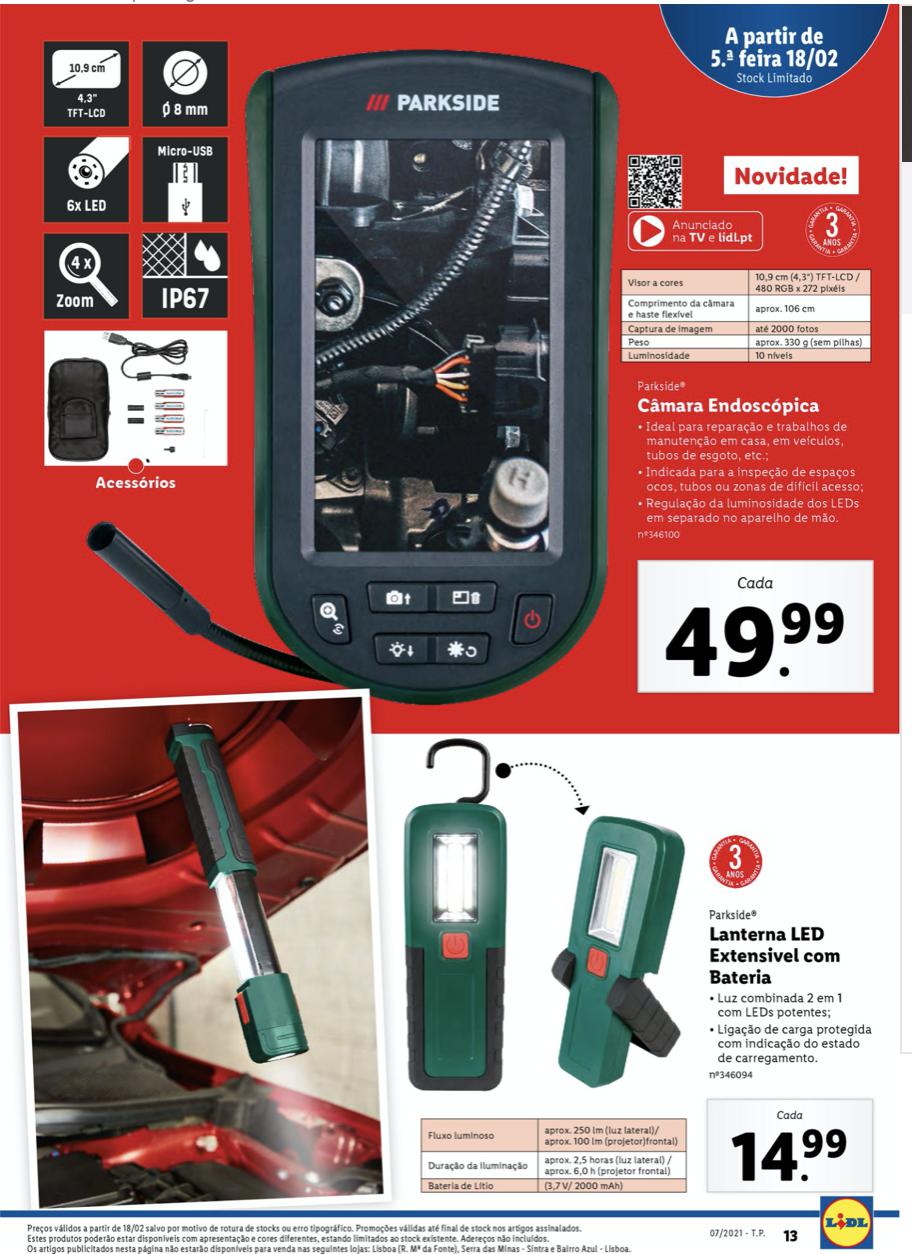 A partir de
5.ª feira 18/02
Stock Limitado
10,9 cm
4,3"
TFT-LCD
Ø 8 mm
6x LED
Micro-USB
4 x
Zoom
IP67
Acessórios
PARKSIDE
Novidade!
Anunciado
na TV e lidl.pt
GARANTIA • GARANTIA • GARANTIA
3
ANOS
Visor a cores
10,9 cm (4,3") TFT-LCD /
480 RGB x 272 pixéis
Comprimento da câmara
e haste flexível
aprox. 106 cm
Captura de imagem
até 2000 fotos
Peso
aprox. 330 g (sem pilhas)
Luminosidade
10 níveis
Parkside®
Câmara Endoscópica
• Ideal para reparação e trabalhos de
manutenção em casa, em veículos,
tubos de esgoto, etc.;
• Indicada para a inspeção de espaços
ocos, tubos ou zonas de difícil acesso;
• Regulação da luminosidade dos LEDs
em separado no aparelho de mão.
nº346100
Cada
49.99
GARANTIA • GARANTIA • GARANTIA
3
ANOS
Parkside®
Lanterna LED
Extensivel com
Bateria
• Luz combinada 2 em 1
com LEDs potentes;
• Ligação de carga protegida
com indicação do estado
de carregamento.
nº346094
Fluxo luminoso
aprox. 250 lm (luz lateral)/
aprox. 100 lm (projetor)frontal)
Duração da iluminação
aprox. 2,5 horas (luz lateral) /
aprox. 6,0 h (projetor frontal)
Bateria de Lítio
(3,7 V/ 2000 mAh)
Cada
14.99
Preços válidos a partir de 18/02 salvo por motivo de rotura de stocks ou erro tipográfico. Promoções válidas até final de stock nos artigos assinalados.
Estes produtos poderão estar disponíveis com apresentação e cores diferentes, estando limitados ao stock existente. Adereços não incluídos.
Os artigos publicitados nesta página não estarão disponíveis para venda nas seguintes lojas: Lisboa (R. Mª da Fonte), Serra das Minas - Sintra e Bairro Azul - Lisboa.
07/2021 - T.P.
13
LIDL